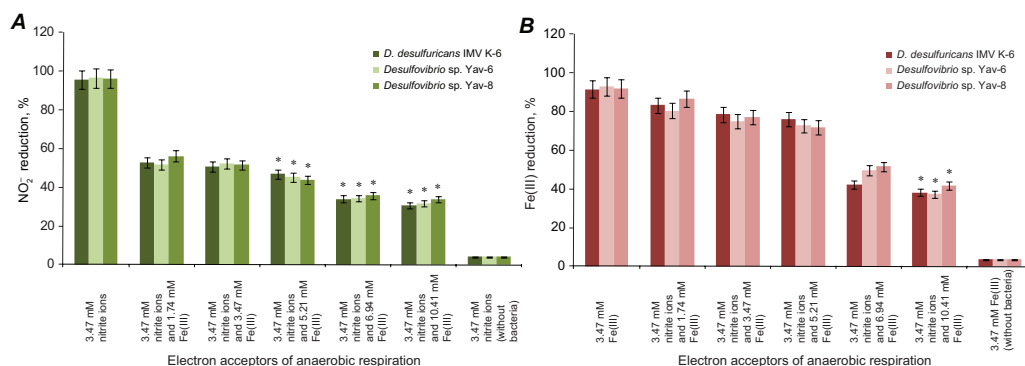 A
120
100
80
60
40
20
0
NO₂⁻ reduction, %
D. desulfuricans IMV K-6
Desulfovibrio sp. Yav-6
Desulfovibrio sp. Yav-8
* * *
* * *
* * *
3.47 mM
nitrite ions
3.47 mM
nitrite ions
and 1.74 mM
Fe(III)
3.47 mM
nitrite ions
and 3.47 mM
Fe(III)
3.47 mM
nitrite ions
and 5.21 mM
Fe(III)
3.47 mM
nitrite ions
and 6.94 mM
Fe(III)
3.47 mM
nitrite ions
and 10.41 mM
Fe(III)
3.47 mM
nitrite ions
(without
bacteria)
Electron acceptors of anaerobic respiration
B
120
100
80
60
40
20
0
Fe(III) reduction, %
D. desulfuricans IMV K-6
Desulfovibrio sp. Yav-6
Desulfovibrio sp. Yav-8
* * *
3.47 mM
Fe(III)
3.47 mM
nitrite ions
and 1.74 mM
Fe(III)
3.47 mM
nitrite ions
and 3.47 mM
Fe(III)
3.47 mM
nitrite ions
and 5.21 mM
Fe(III)
3.47 mM
nitrite ions
and 6.94 mM
Fe(III)
3.47 mM
nitrite ions
and 10.41 mM
Fe(III)
3.47 mM Fe(III)
(without bacteria)
Electron acceptors of anaerobic respiration